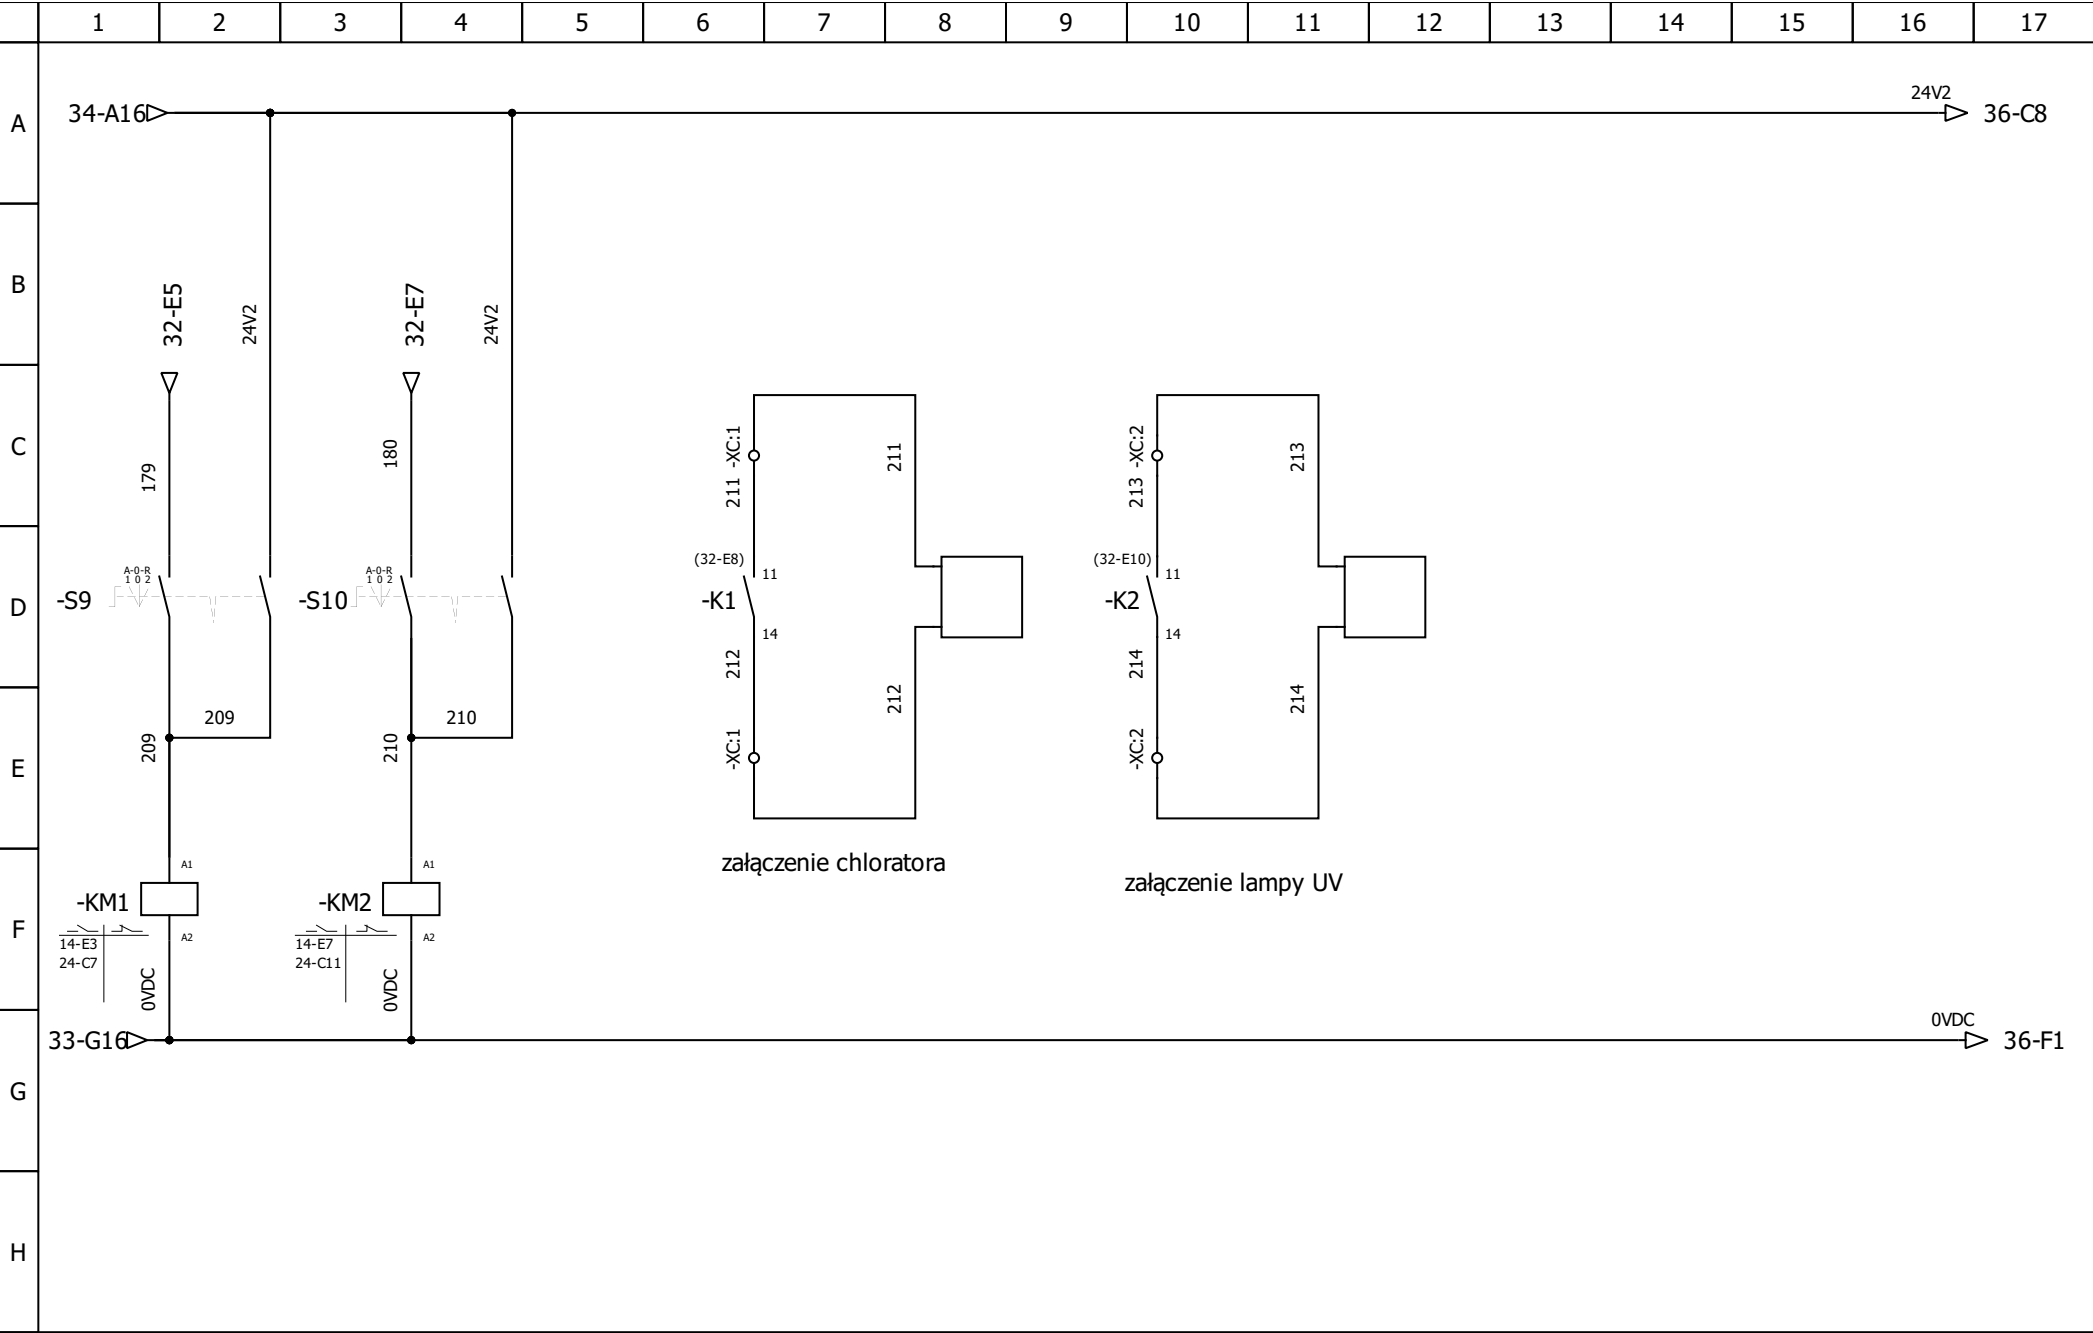 1 2 3 4 5 6 7 8 9 10 11 12 13 14 15 16 17
A
34-A16
24V2
36-C8
B
32-E5
24V2
32-E7
24V2
C
179
180
-XC:1
211
211
-XC:2
213
213
D
-S9
A-0-R
1 0 2
-S10
A-0-R
1 0 2
(32-E8)
-K1
11
14
(32-E10)
-K2
11
14
212
212
214
214
E
209
209
210
210
-XC:1
-XC:2
załączenie chloratora
załączenie lampy UV
F
-KM1
A1
A2
14-E3
24-C7
0VDC
-KM2
A1
A2
14-E7
24-C11
0VDC
33-G16
0VDC
36-F1
G
H